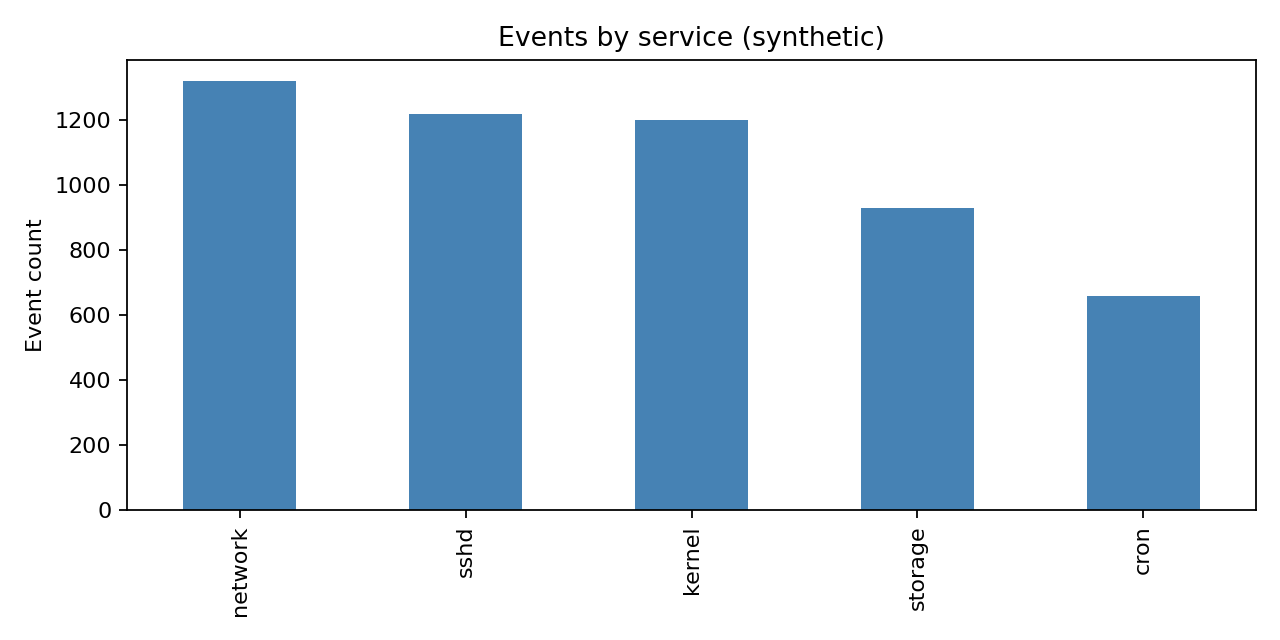 Events by service (synthetic)
Event count
1200
1000
800
600
400
200
0
network
sshd
kernel
storage
cron